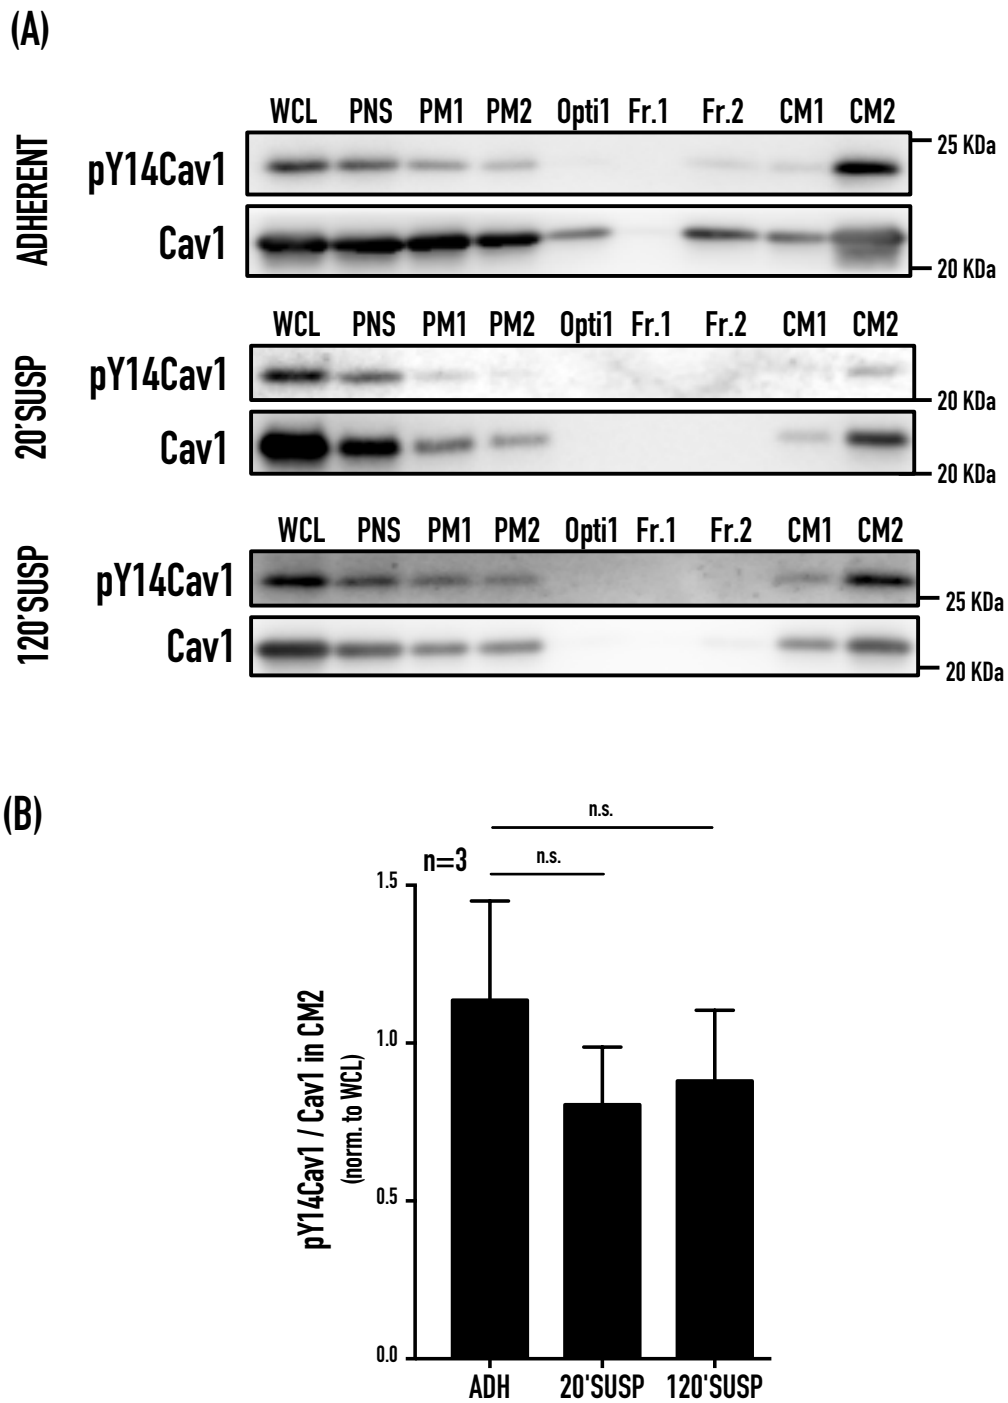 (A)
ADHERENT
WCL PNS PM1 PM2 Opti1 Fr.1 Fr.2 CM1 CM2
pY14Cav1
25 KDa
Cav1
20 KDa
20'SUSP
WCL PNS PM1 PM2 Opti1 Fr.1 Fr.2 CM1 CM2
pY14Cav1
20 KDa
Cav1
20 KDa
120'SUSP
WCL PNS PM1 PM2 Opti1 Fr.1 Fr.2 CM1 CM2
pY14Cav1
25 KDa
Cav1
20 KDa
(B)
n.s.
n.s.
n=3
pY14Cav1 / Cav1 in CM2
(norm. to WCL)
1.5
1.0
0.5
0.0
ADH 20'SUSP 120'SUSP